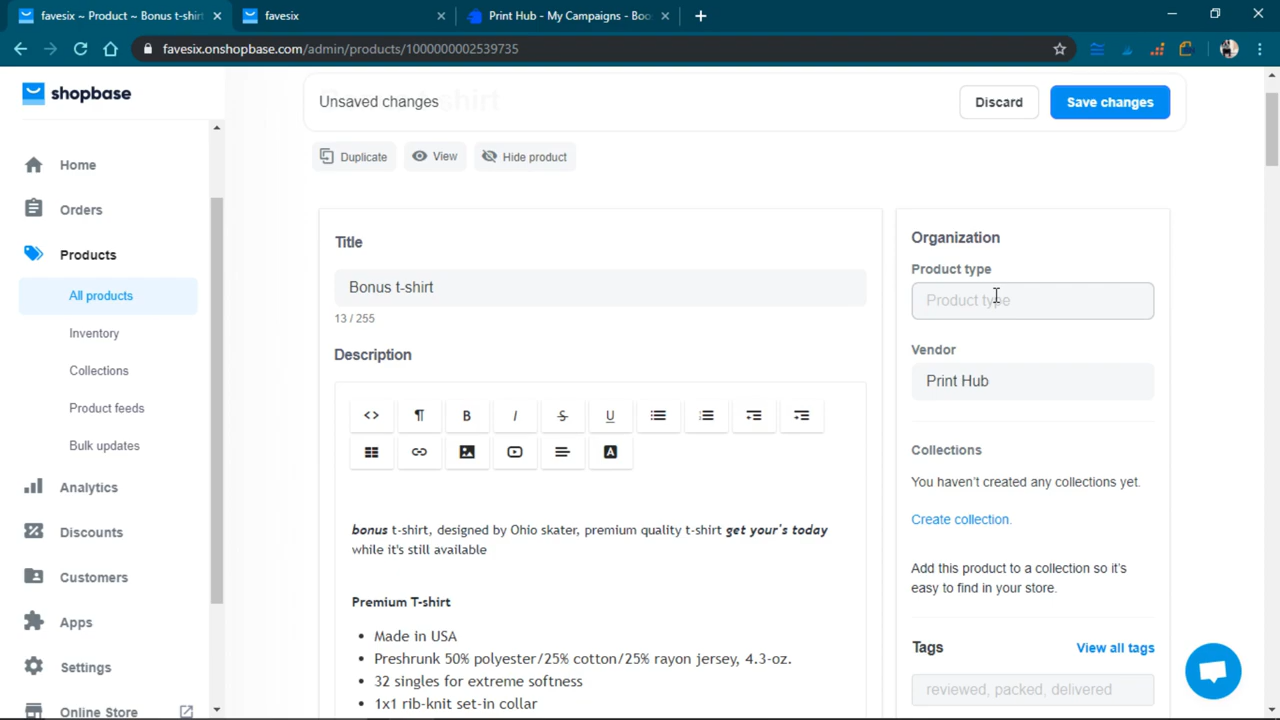 favesix ~ Product ~ Bonus t-shirt
favesix
Print Hub - My Campaigns - Boo
favesix.onshopbase.com/admin/products/1000000002539735
shopbase
Home
Orders
Products
All products
Inventory
Collections
Product feeds
Bulk updates
Analytics
Discounts
Customers
Apps
Settings
Online Store
Unsaved changes
Discard
Save changes
Duplicate
View
Hide product
Title
Bonus t-shirt
13 / 255
Description
bonus t-shirt, designed by Ohio skater, premium quality t-shirt get your's today
while it's still available
Premium T-shirt
• Made in USA
• Preshrunk 50% polyester/25% cotton/25% rayon jersey, 4.3-oz.
• 32 singles for extreme softness
• 1x1 rib-knit set-in collar
Organization
Product type
Product type
Vendor
Print Hub
Collections
You haven't created any collections yet.
Create collection.
Add this product to a collection so it's
easy to find in your store.
Tags
View all tags
reviewed, packed, delivered